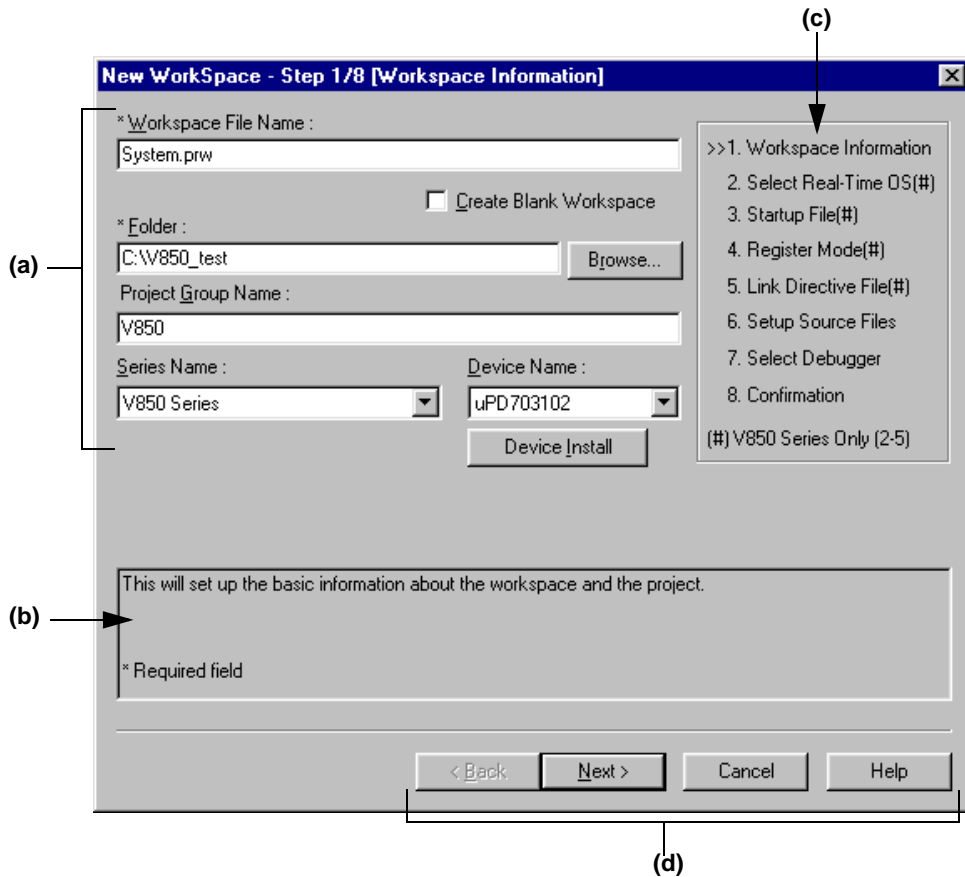 (c)
New WorkSpace - Step 1/8 [Workspace Information]
* Workspace File Name :
System.prw
Create Blank Workspace
* Folder :
C:\V850_test
Browse...
Project Group Name :
V850
Series Name :
Device Name :
V850 Series
uPD703102
Device Install
>>1. Workspace Information
2. Select Real-Time OS(#)
3. Startup File(#)
4. Register Mode(#)
5. Link Directive File(#)
6. Setup Source Files
7. Select Debugger
8. Confirmation
(#) V850 Series Only (2-5)
(a)
This will set up the basic information about the workspace and the project.
(b)
* Required field
< Back
Next >
Cancel
Help
(d)